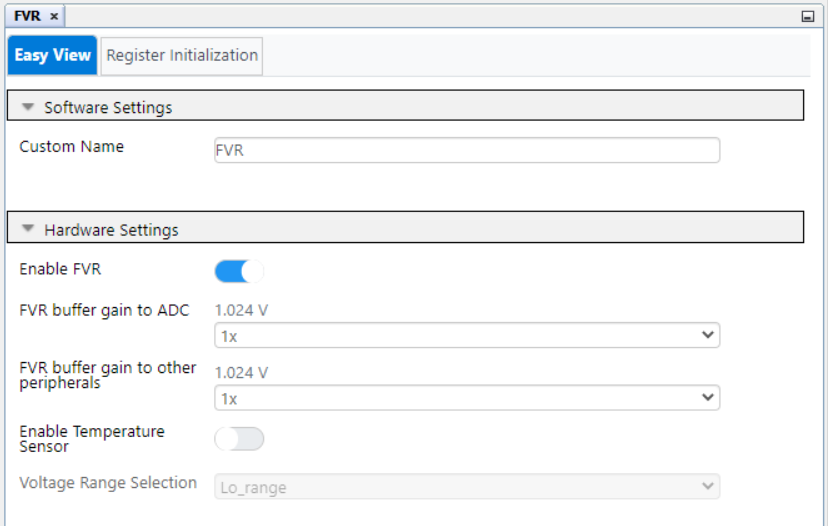 FVR ×
Easy View
Register Initialization
Software Settings
Custom Name
FVR
Hardware Settings
Enable FVR
FVR buffer gain to ADC
1.024 V
1x
FVR buffer gain to other
peripherals
1.024 V
1x
Enable Temperature
Sensor
Voltage Range Selection
Lo_range